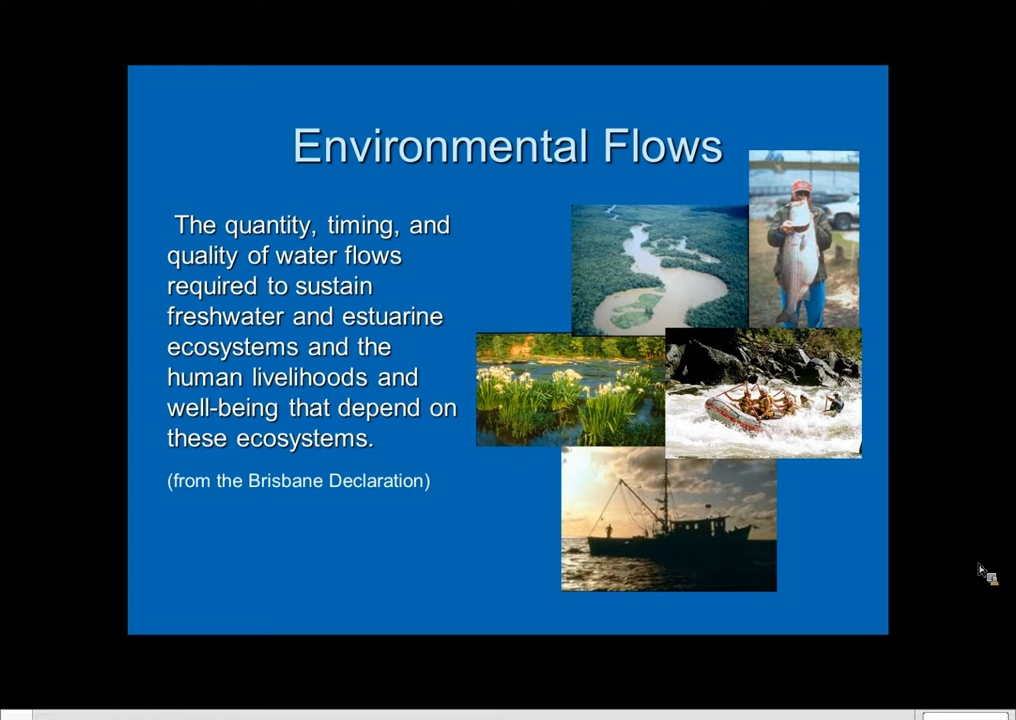 Environmental Flows
The quantity, timing, and
quality of water flows
required to sustain
freshwater and estuarine
ecosystems and the
human livelihoods and
well-being that depend on
these ecosystems.
(from the Brisbane Declaration)